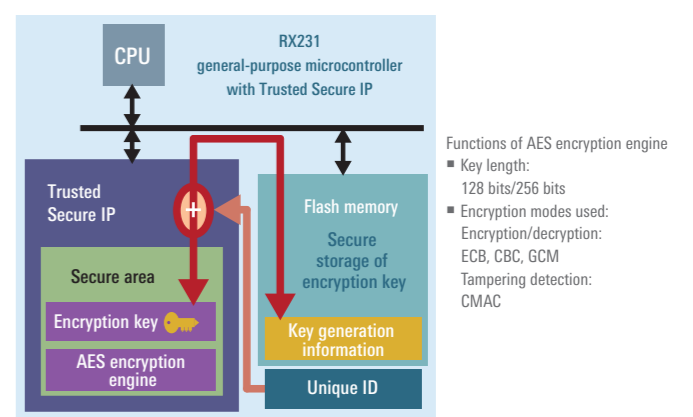 CPU
RX231
general-purpose microcontroller
with Trusted Secure IP
Trusted
Secure IP
+
Flash memory
Secure
storage of
encryption key
Secure area
Encryption key
AES encryption
engine
Key generation
information
Unique ID
Functions of AES encryption engine
■ Key length:
128 bits/256 bits
■ Encryption modes used:
Encryption/decryption:
ECB, CBC, GCM
Tampering detection:
CMAC